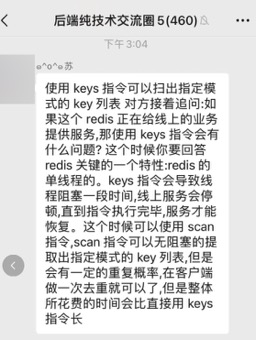 后端纯技术交流圈5(460)
下午3:04
ჿ^o^ɷ苏
使用 keys 指令可以扫出指定模
式的 key 列表 对方接着追问:如
果这个 redis 正在给线上的业务
提供服务,那使用 keys 指令会有
什么问题? 这个时候你要回答
redis 关键的一个特性:redis 的
单线程的。keys 指令会导致线
程阻塞一段时间,线上服务会停
顿,直到指令执行完毕,服务才能
恢复。这个时候可以使用 scan
指令,scan 指令可以无阻塞的提
取出指定模式的 key 列表,但是
会有一定的重复概率,在客户端
做一次去重就可以了,但是整体
所花费的时间会比直接用 keys
指令长